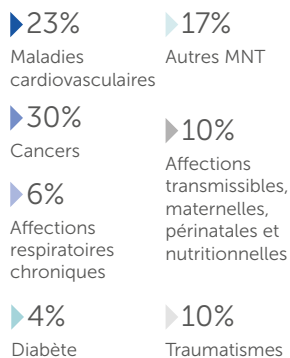 23%
Maladies
cardiovasculaires
30%
Cancers
6%
Affections
respiratoires
chroniques
4%
Diabète
17%
Autres MNT
10%
Affections
transmissibles,
maternelles,
périnatales et
nutritionnelles
10%
Traumatismes